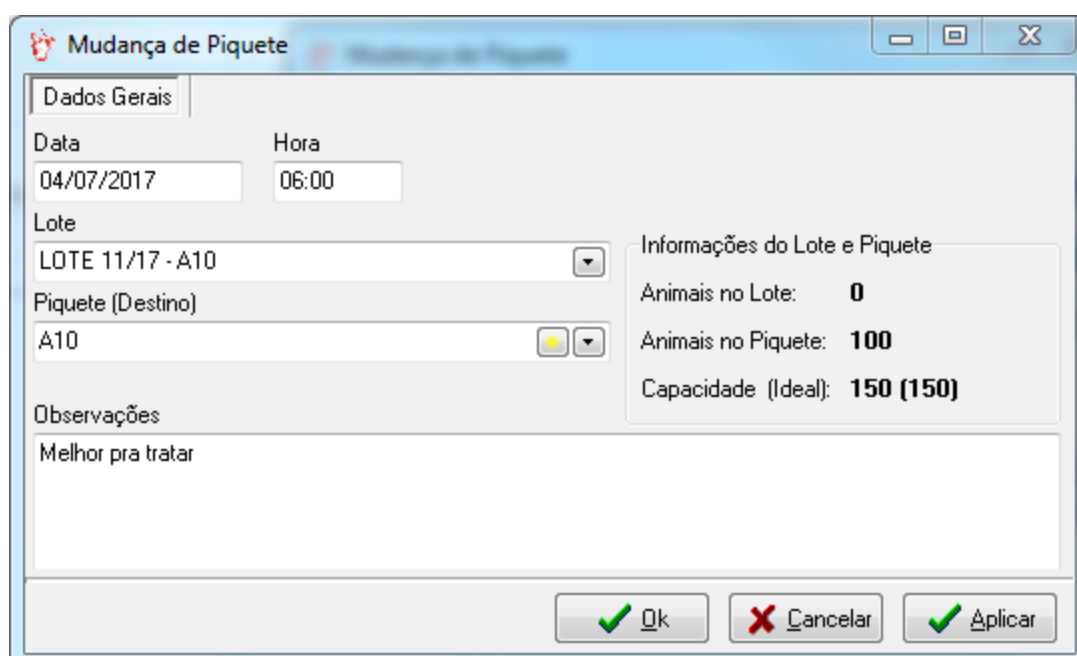 Mudança de Piquete
Dados Gerais
Data Hora
04/07/2017 06:00
Lote
LOTE 11/17 - A10
Piquete (Destino)
A10
Informações do Lote e Piquete
Animais no Lote: 0
Animais no Piquete: 100
Capacidade (Ideal): 150 (150)
Observações
Melhor pra tratar
Ok Cancelar Aplicar